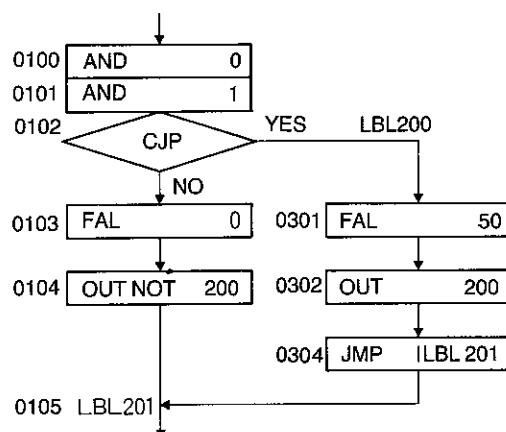 0100 AND 0
0101 AND 1
0102 CJP YES LBL200
NO
0103 FAL 0 0301 FAL 50
0104 OUT NOT 200 0302 OUT 200
0304 JMP LBL 201
0105 LBL201